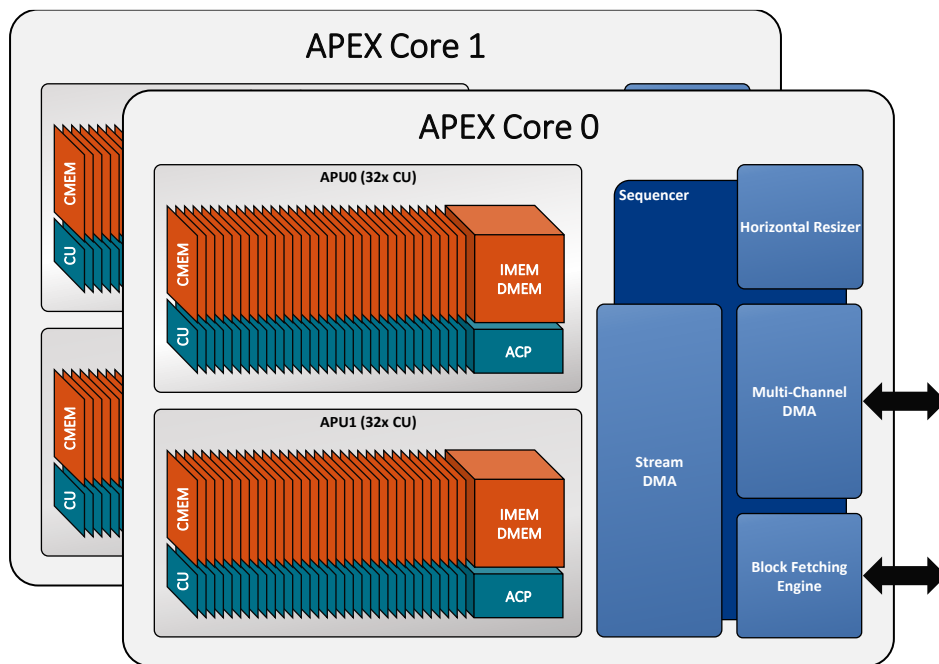 APEX Core 1
CMEM
CU
CMEM
CU
APEX Core 0
APU0 (32x CU)
CMEM
CU
IMEM
DMEM
ACP
APU1 (32x CU)
CMEM
CU
IMEM
DMEM
ACP
Sequencer
Horizontal Resizer
Stream
DMA
Multi-Channel
DMA
Block Fetching
Engine